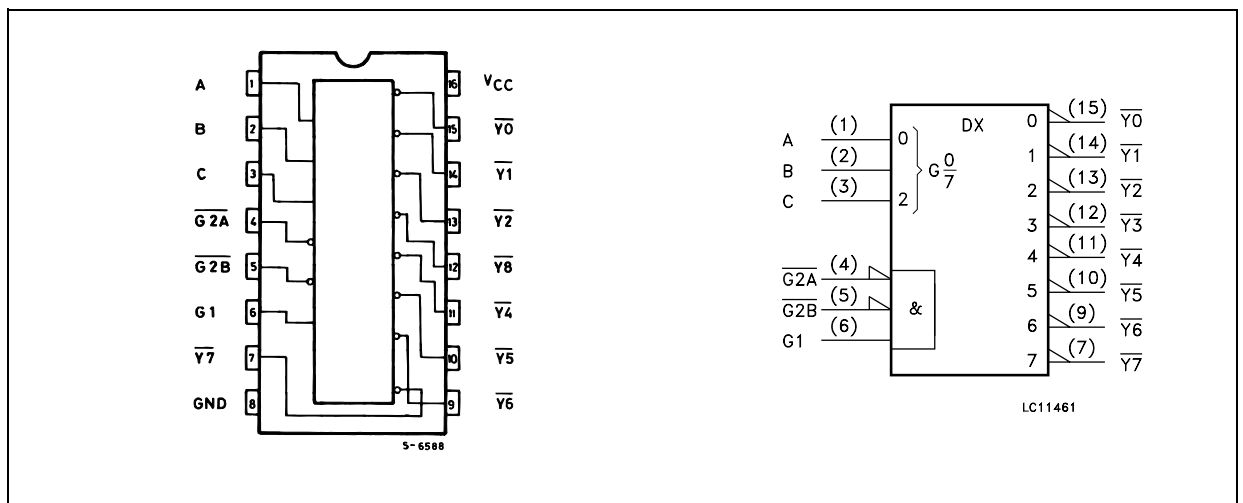 A 1 16 VCC
B 2 15 Y0
C 3 14 Y1
G2A 4 13 Y2
G2B 5 12 Y8
G1 6 11 Y4
Y7 7 10 Y5
GND 8 9 Y6
S-6588
DX
A (1) 0 0 (15) Y0
B (2) G 0/7 1 (14) Y1
C (3) 2 2 (13) Y2
3 (12) Y3
4 (11) Y4
G2A (4) 5 (10) Y5
G2B (5) & 6 (9) Y6
G1 (6) 7 (7) Y7
LC11461